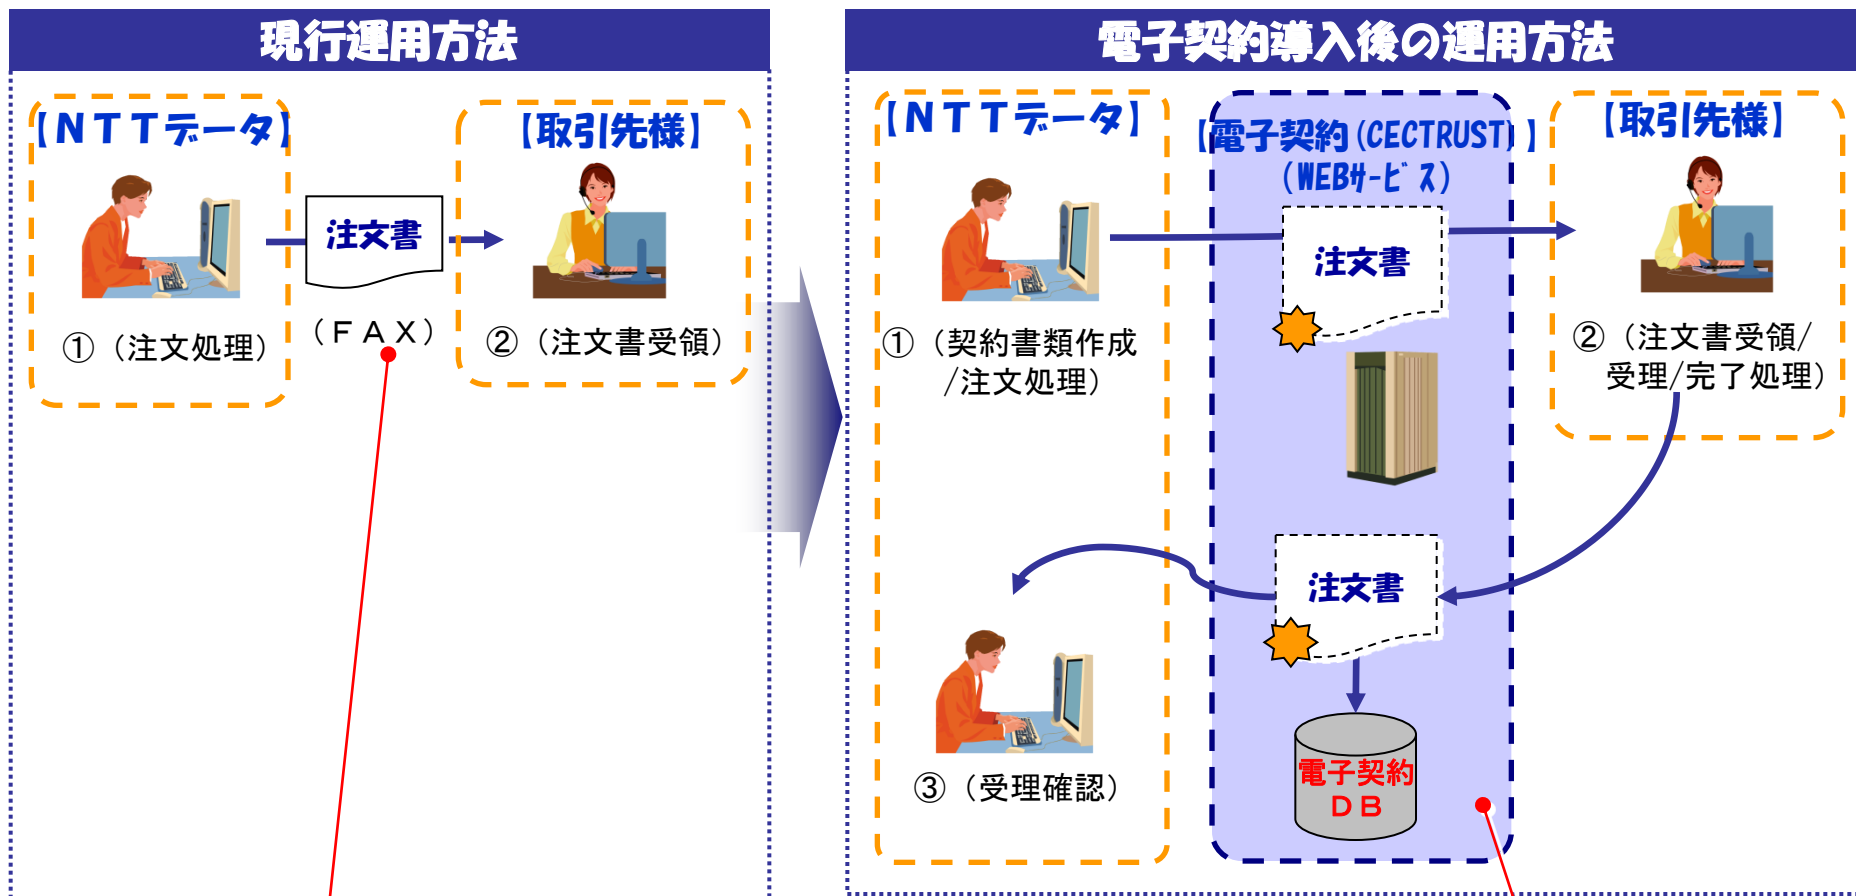 現行運用方法
【NTTデータ】
【取引先様】
注文書
(FAX)
①(注文処理)
②(注文書受領)
電子契約導入後の運用方法
【NTTデータ】
【電子契約(CECTRUST)】
(WEBサービス)
【取引先様】
注文書
①(契約書類作成
/注文処理)
②(注文書受領/
受理/完了処理)
注文書
③(受理確認)
電子契約
DB